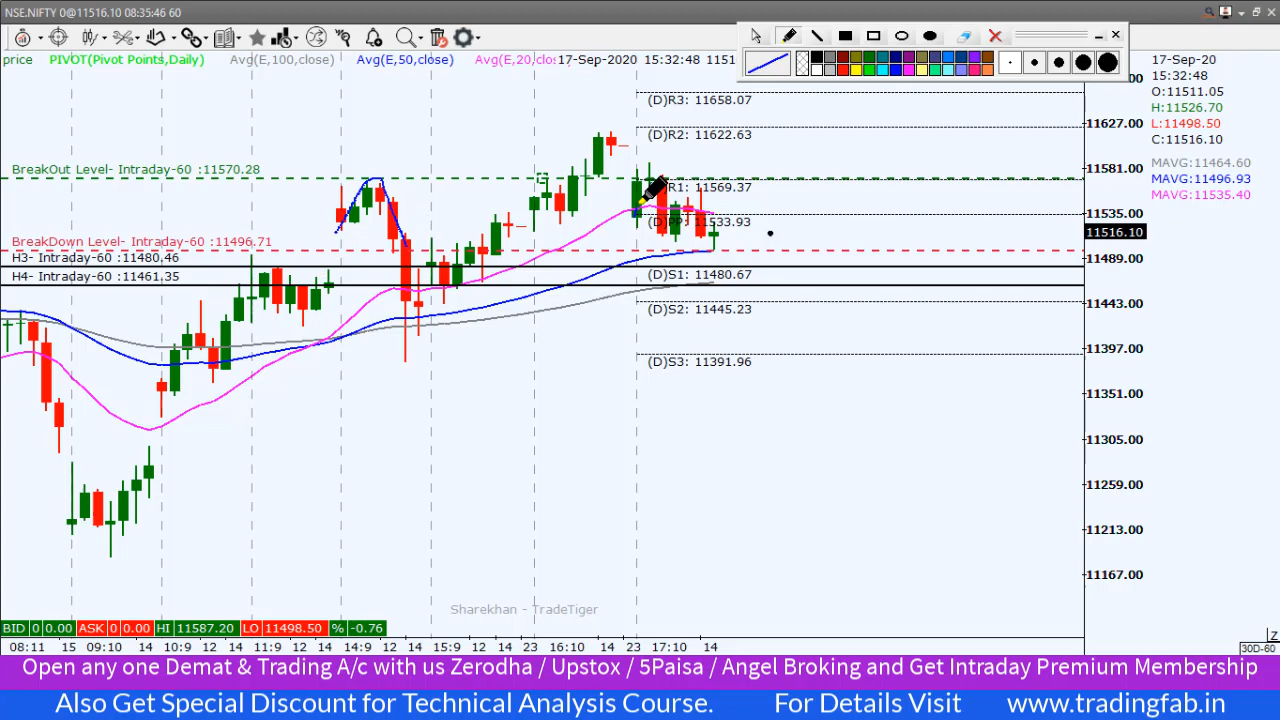 NSE.NIFTY 0@11516.10 08:35:46 60
price PIVOT(Pivot Points,Daily) Avg(E,100,close) Avg(E,50,close) Avg(E,20,clos 17-Sep-2020 15:32:48
17-Sep-20
15:32:48
O:11511.05
H:11526.70
L:11498.50
C:11516.10
MAVG:11464.60
MAVG:11496.93
MAVG:11535.40
(D)R3: 11658.07
(D)R2: 11622.63
BreakOut Level- Intraday-60 :11570.28
R1: 11569.37
(D)PP: 11533.93
BreakDown Level- Intraday-60 :11496.71
H3- Intraday-60 :11480.46
H4- Intraday-60 :11461.35
(D)S1: 11480.67
(D)S2: 11445.23
(D)S3: 11391.96
11627.00
11581.00
11535.00
11516.10
11489.00
11443.00
11397.00
11351.00
11305.00
11259.00
11213.00
11167.00
Sharekhan - TradeTiger
BID 0 0.00 ASK 0 0.00 HI 11587.20 LO 11498.50 % -0.76
08:11 15 09:10 14 10:9 12 14 11:9 12 14 14:9 12 14 15:9 12 23 16:10 14 23 17:10 14
Z
30D-60
Open any one Demat & Trading A/c with us Zerodha / Upstox / 5Paisa / Angel Broking and Get Intraday Premium Membership
Also Get Special Discount for Technical Analysis Course. For Details Visit www.tradingfab.in